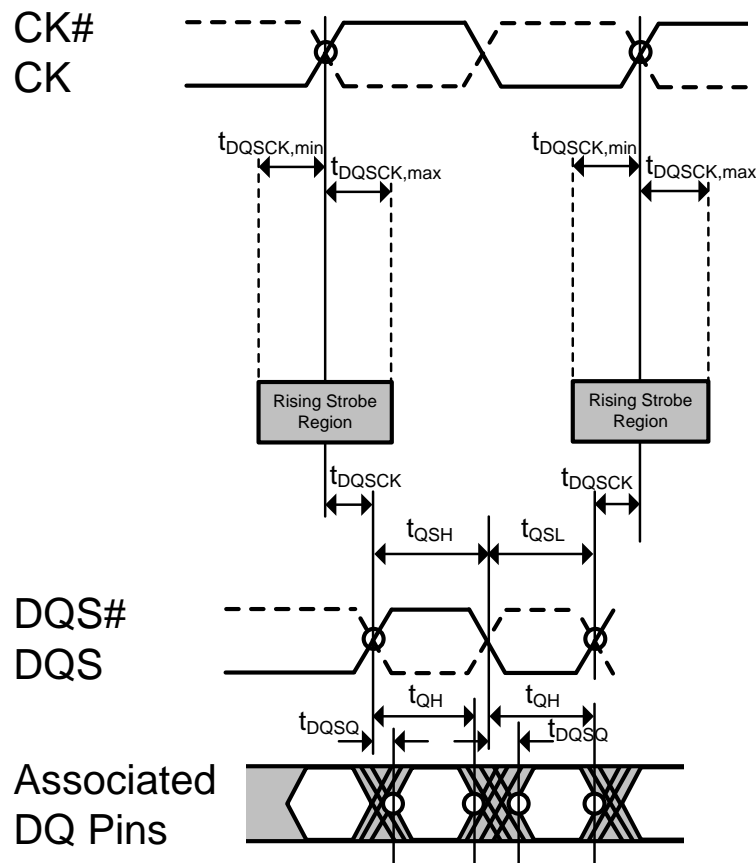 CK#
CK
tDQSCK,min
tDQSCK,min
tDQSCK,max
tDQSCK,max
Rising Strobe
Region
Rising Strobe
Region
tDQSCK
tDQSCK
tQSH
tQSL
DQS#
DQS
tQH
tQH
tDQSQ
tDQSQ
Associated
DQ Pins